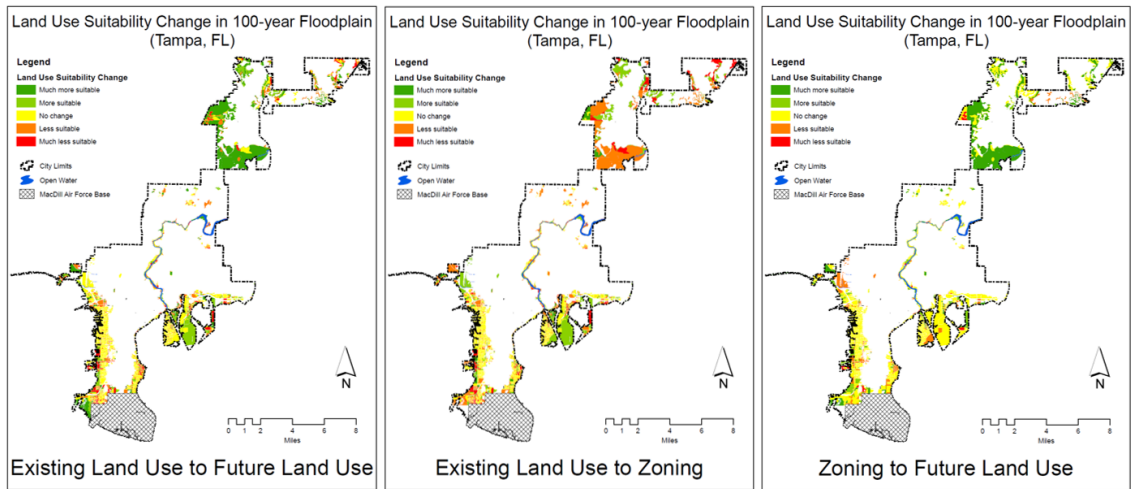 Land Use Suitability Change in 100-year Floodplain
(Tampa, FL)
Legend
Land Use Suitability Change
Much more suitable
More suitable
No change
Less suitable
Much less suitable
City Limits
Open Water
MacDill Air Force Base
N
0 1 2 4 6 8
Miles
Existing Land Use to Future Land Use
Land Use Suitability Change in 100-year Floodplain
(Tampa, FL)
Legend
Land Use Suitability Change
Much more suitable
More suitable
No change
Less suitable
Much less suitable
City Limits
Open Water
MacDill Air Force Base
N
0 1 2 4 6 8
Miles
Existing Land Use to Zoning
Land Use Suitability Change in 100-year Floodplain
(Tampa, FL)
Legend
Land Use Suitability Change
Much more suitable
More suitable
No change
Less suitable
Much less suitable
City Limits
Open Water
MacDill Air Force Base
N
0 1 2 4 6 8
Miles
Zoning to Future Land Use